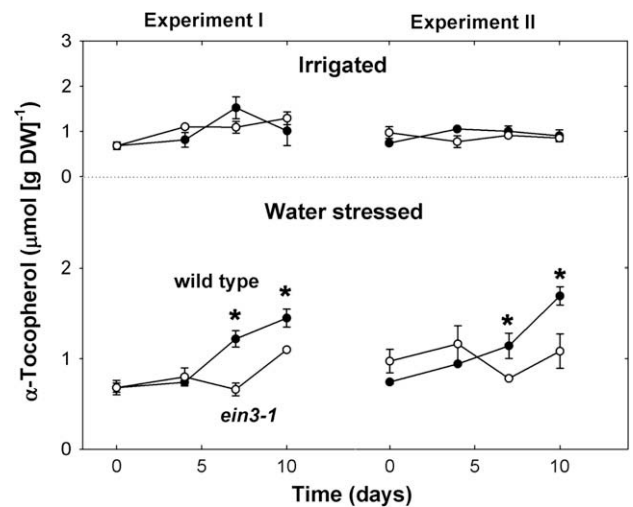 Experiment I Experiment II
3
Irrigated
2
1
0
Water stressed
2
wild type
* * * *
1
ein3-1
0
0 5 10 0 5 10
Time (days)
α-Tocopherol (μmol [g DW]⁻¹)